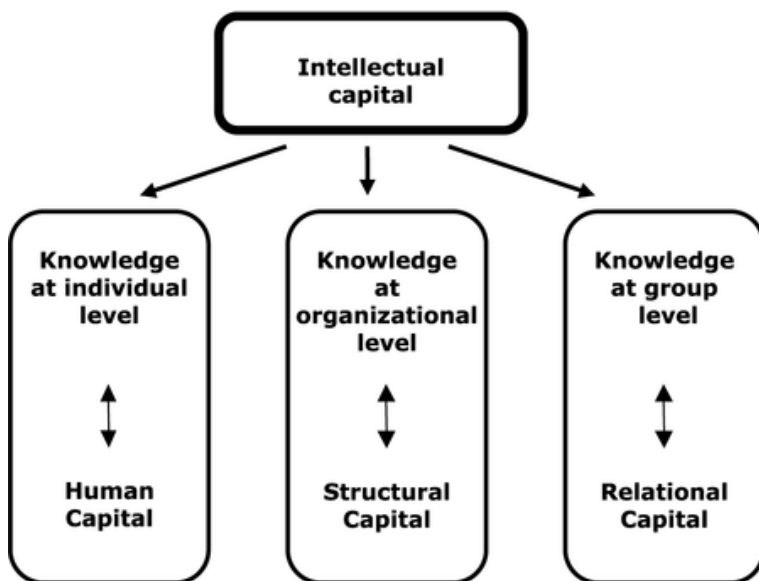 Intellectual
capital
Knowledge
at individual
level
Human
Capital
Knowledge
at
organizational
level
Structural
Capital
Knowledge
at group
level
Relational
Capital